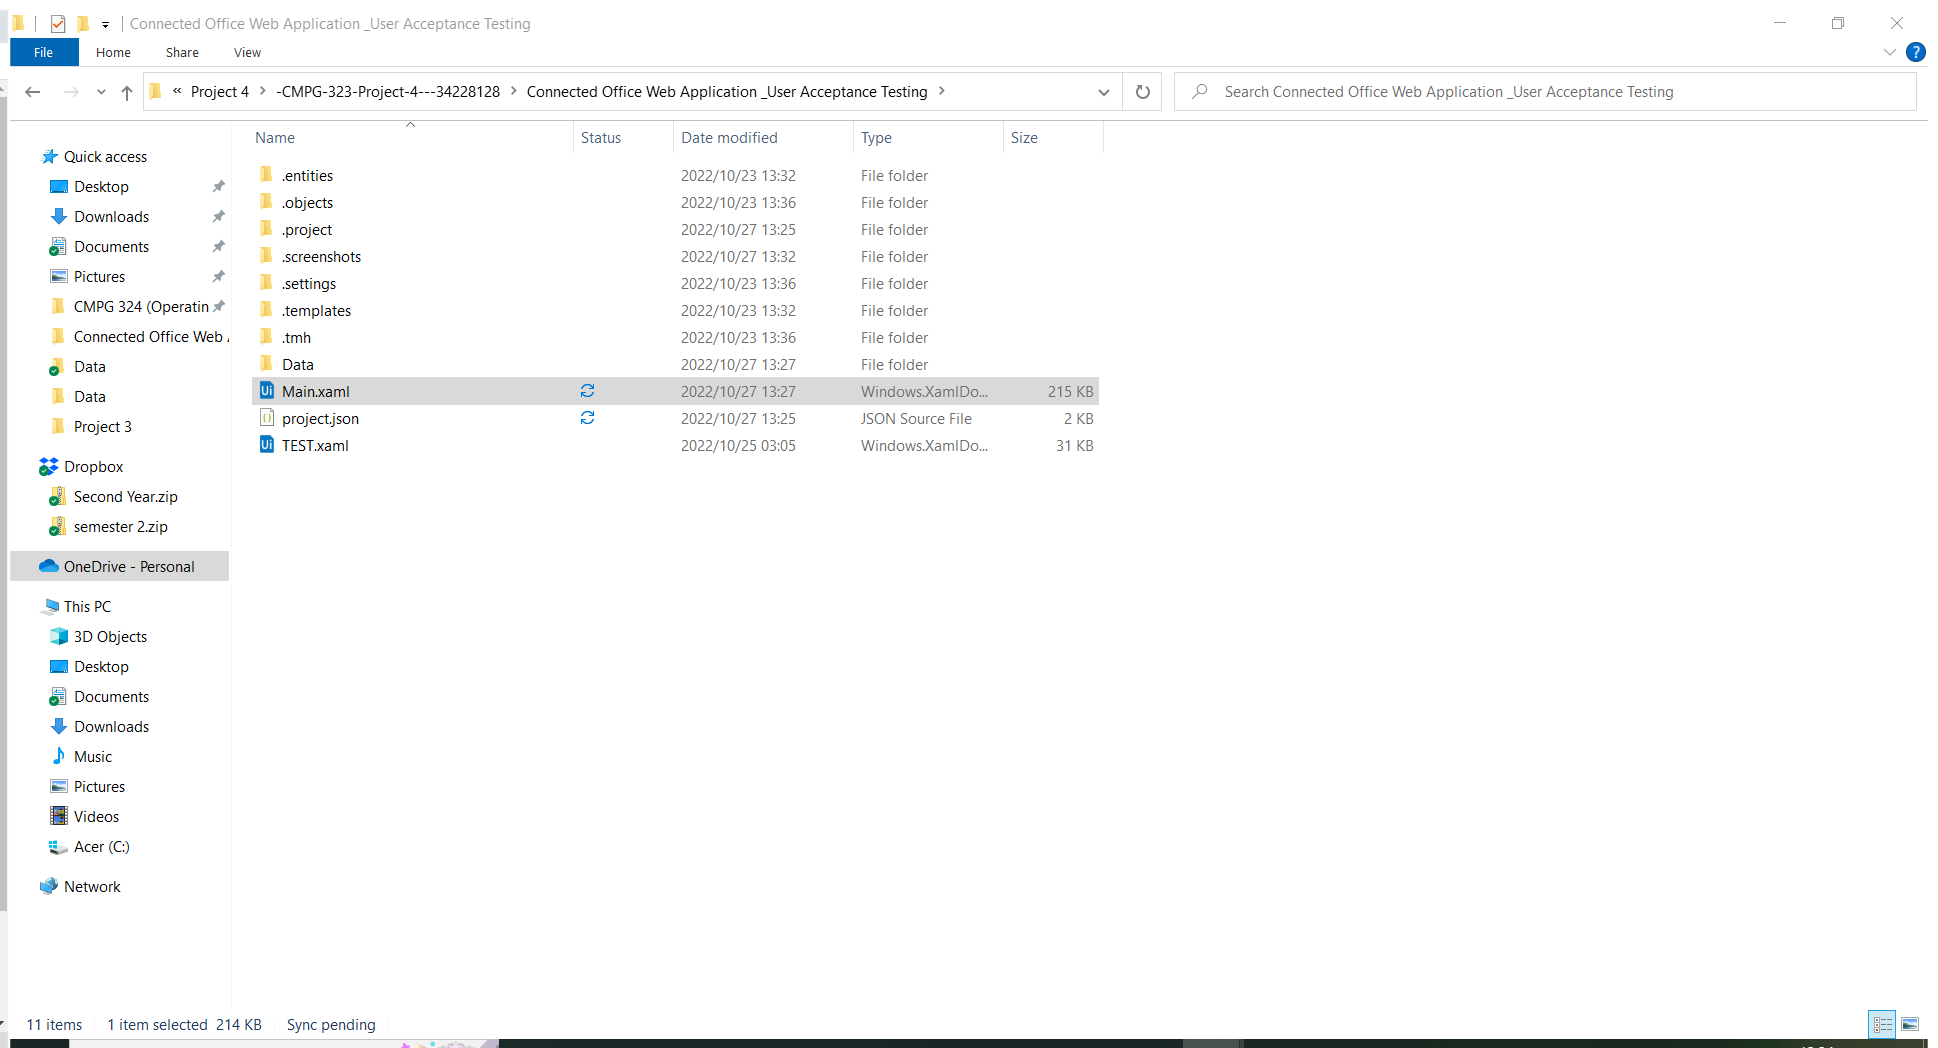 Connected Office Web Application _User Acceptance Testing
File Home Share View
« Project 4 > -CMPG-323-Project-4---34228128 > Connected Office Web Application _User Acceptance Testing >
Search Connected Office Web Application _User Acceptance Testing
Quick access
Desktop
Downloads
Documents
Pictures
CMPG 324 (Operatin
Connected Office Web
Data
Data
Project 3
Dropbox
Second Year.zip
semester 2.zip
OneDrive - Personal
This PC
3D Objects
Desktop
Documents
Downloads
Music
Pictures
Videos
Acer (C:)
Network
Name Status Date modified Type Size
.entities 2022/10/23 13:32 File folder
.objects 2022/10/23 13:36 File folder
.project 2022/10/27 13:25 File folder
.screenshots 2022/10/27 13:32 File folder
.settings 2022/10/23 13:36 File folder
.templates 2022/10/23 13:32 File folder
.tmh 2022/10/23 13:36 File folder
Data 2022/10/27 13:27 File folder
Ui Main.xaml 2022/10/27 13:27 Windows.XamlDo... 215 KB
project.json 2022/10/27 13:25 JSON Source File 2 KB
Ui TEST.xaml 2022/10/25 03:05 Windows.XamlDo... 31 KB
11 items 1 item selected 214 KB Sync pending